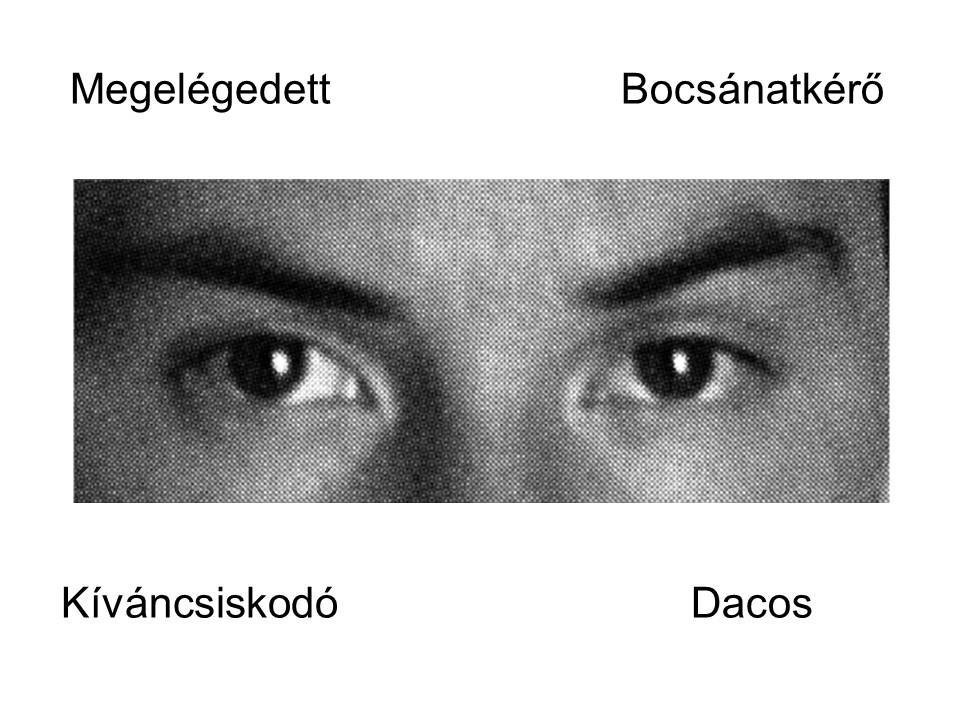 Megelégedett Bocsánatkérő
Kíváncsiskodó Dacos